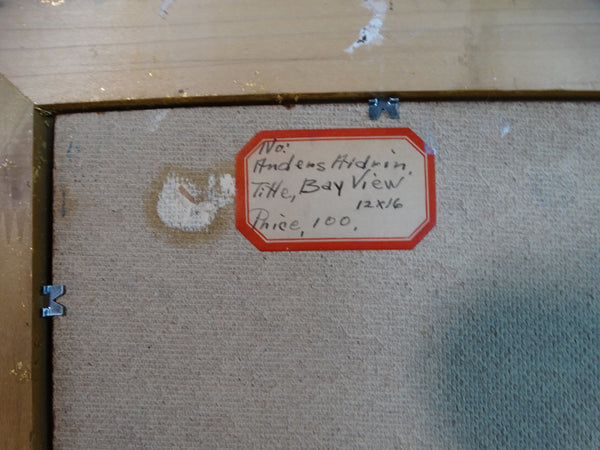 No:
Anders Aldrin.
Title, Bay View
12x16
Price, 100.